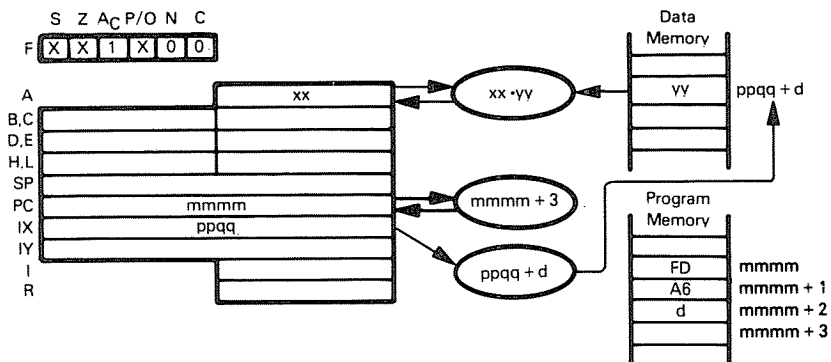 S Z AC P/O N C
F X X 1 X 0 0
Data
Memory
A xx
xx • yy
yy ppqq + d
B,C
D,E
H,L
SP
PC mmmm
mmmm + 3
Program
Memory
IX ppqq
IY
ppqq + d
FD mmmm
I
A6 mmmm + 1
R
d mmmm + 2
mmmm + 3